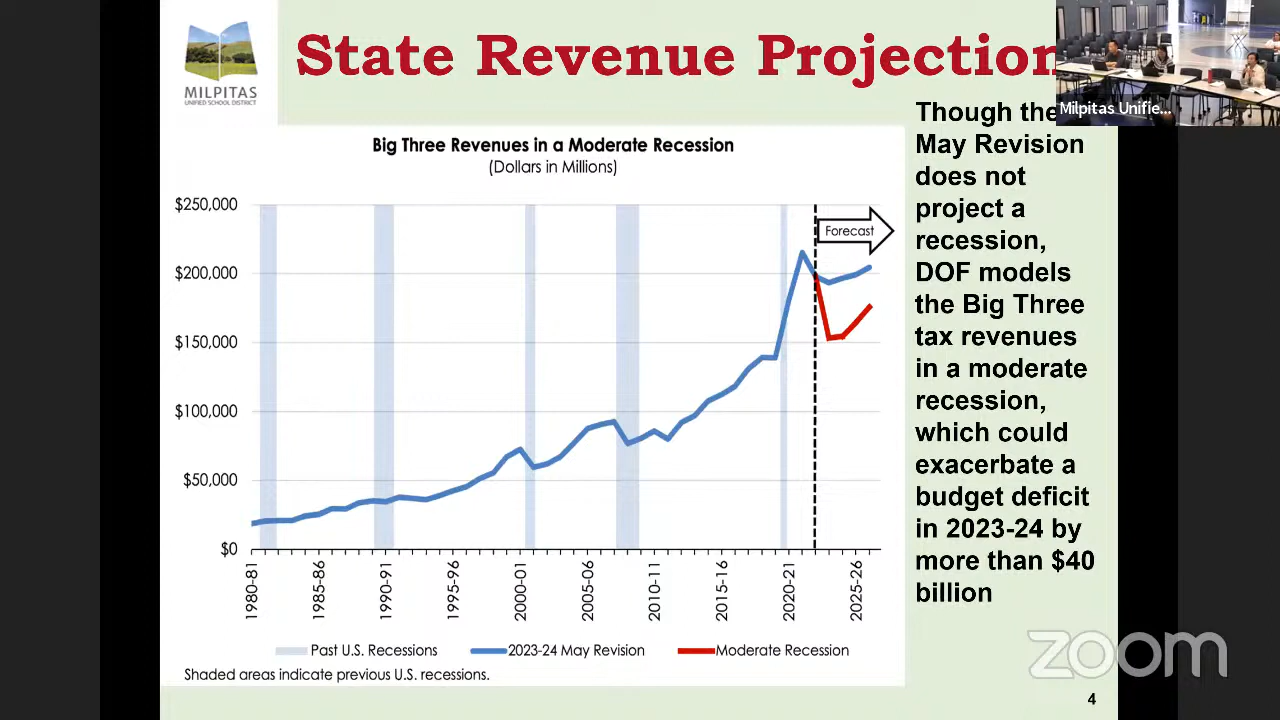 MILPITAS
UNIFIED SCHOOL DISTRICT
State Revenue Projection
Milpitas Unifie...
Big Three Revenues in a Moderate Recession
(Dollars in Millions)
$250,000
$200,000
$150,000
$100,000
$50,000
$0
Forecast
1980-81
1985-86
1990-91
1995-96
2000-01
2005-06
2010-11
2015-16
2020-21
2025-26
Past U.S. Recessions
2023-24 May Revision
Moderate Recession
Shaded areas indicate previous U.S. recessions.
Though the
May Revision
does not
project a
recession,
DOF models
the Big Three
tax revenues
in a moderate
recession,
which could
exacerbate a
budget deficit
in 2023-24 by
more than $40
billion
zoom
4